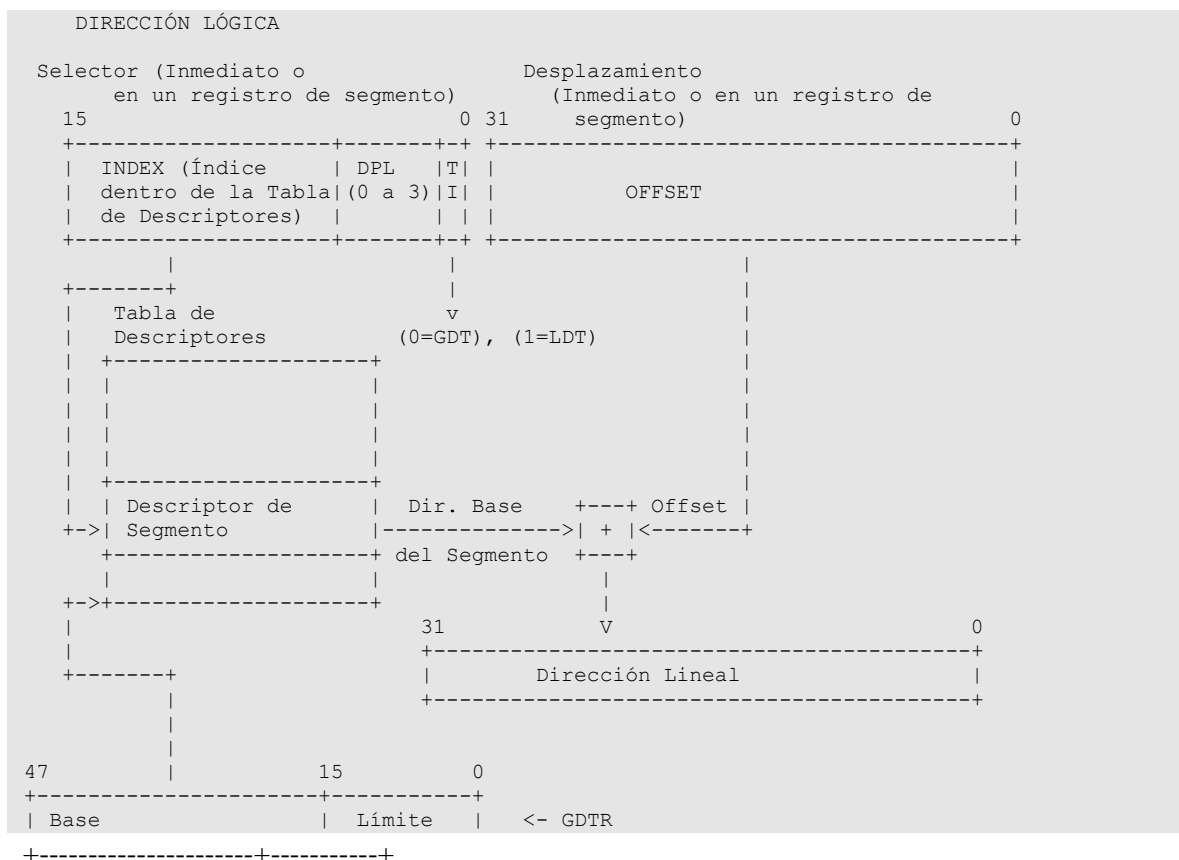 DIRECCIÓN LÓGICA
Selector (Inmediato o                 Desplazamiento
      en un registro de segmento)       (Inmediato o en un registro de
  15                             0 31     segmento)                         0
  +--------------------+-------+-+ +----------------------------------------+
  |  INDEX (Índice     | DPL   |T| |                                        |
  |  dentro de la Tabla|(0 a 3)|I| |          OFFSET                        |
  |  de Descriptores)  |       | | |                                        |
  +--------------------+-------+-+ +----------------------------------------+
          |                     |                      |
  +-------+                     |                      |
  |   Tabla de                  v                      |
  |   Descriptores          (0=GDT), (1=LDT)           |
  |  +--------------------+                            |
  |  |                    |                            |
  |  |                    |                            |
  |  |                    |                            |
  |  |                    |                            |
  |  +--------------------+                            |
  |  | Descriptor de      |  Dir. Base    +---+ Offset |
  +->| Segmento           |-------------->| + |<-------+
     +--------------------+ del Segmento  +---+
     |                    |                 |
  +->+--------------------+                 |
  |                           31            V                            0
  |                           +------------------------------------------+
  +-------+                   |        Dirección Lineal                  |
          |                   +------------------------------------------+
          |
          |
47        |           15          0
+----------------------+-----------+
| Base                 |  Límite   |   <- GDTR
+----------------------+-----------+